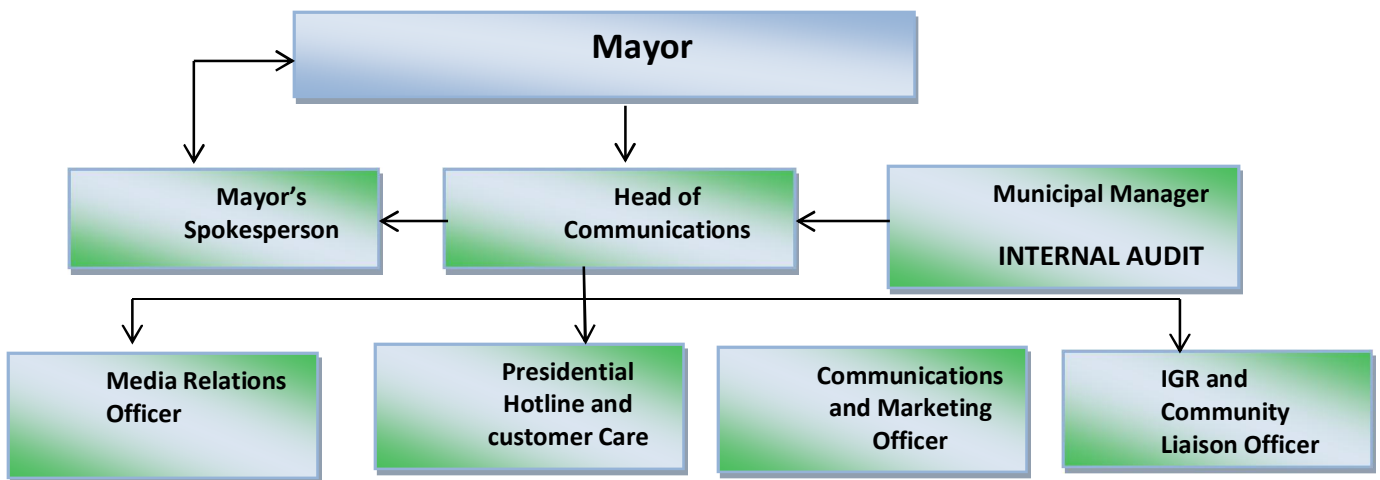 Mayor
Mayor’s
Spokesperson
Head of
Communications
Municipal Manager
INTERNAL AUDIT
Media Relations
Officer
Presidential
Hotline and
customer Care
Communications
and Marketing
Officer
IGR and
Community
Liaison Officer